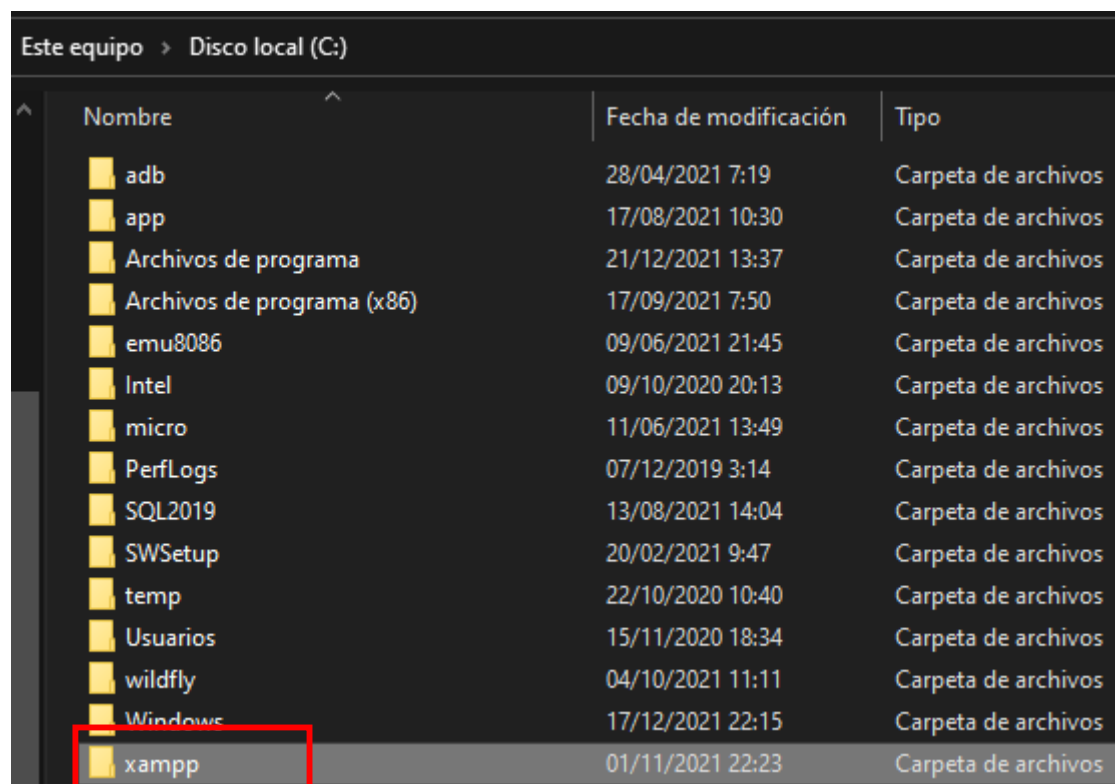 Este equipo > Disco local (C:)
Nombre Fecha de modificación Tipo
adb 28/04/2021 7:19 Carpeta de archivos
app 17/08/2021 10:30 Carpeta de archivos
Archivos de programa 21/12/2021 13:37 Carpeta de archivos
Archivos de programa (x86) 17/09/2021 7:50 Carpeta de archivos
emu8086 09/06/2021 21:45 Carpeta de archivos
Intel 09/10/2020 20:13 Carpeta de archivos
micro 11/06/2021 13:49 Carpeta de archivos
PerfLogs 07/12/2019 3:14 Carpeta de archivos
SQL2019 13/08/2021 14:04 Carpeta de archivos
SWSetup 20/02/2021 9:47 Carpeta de archivos
temp 22/10/2020 10:40 Carpeta de archivos
Usuarios 15/11/2020 18:34 Carpeta de archivos
wildfly 04/10/2021 11:11 Carpeta de archivos
Windows 17/12/2021 22:15 Carpeta de archivos
xampp 01/11/2021 22:23 Carpeta de archivos